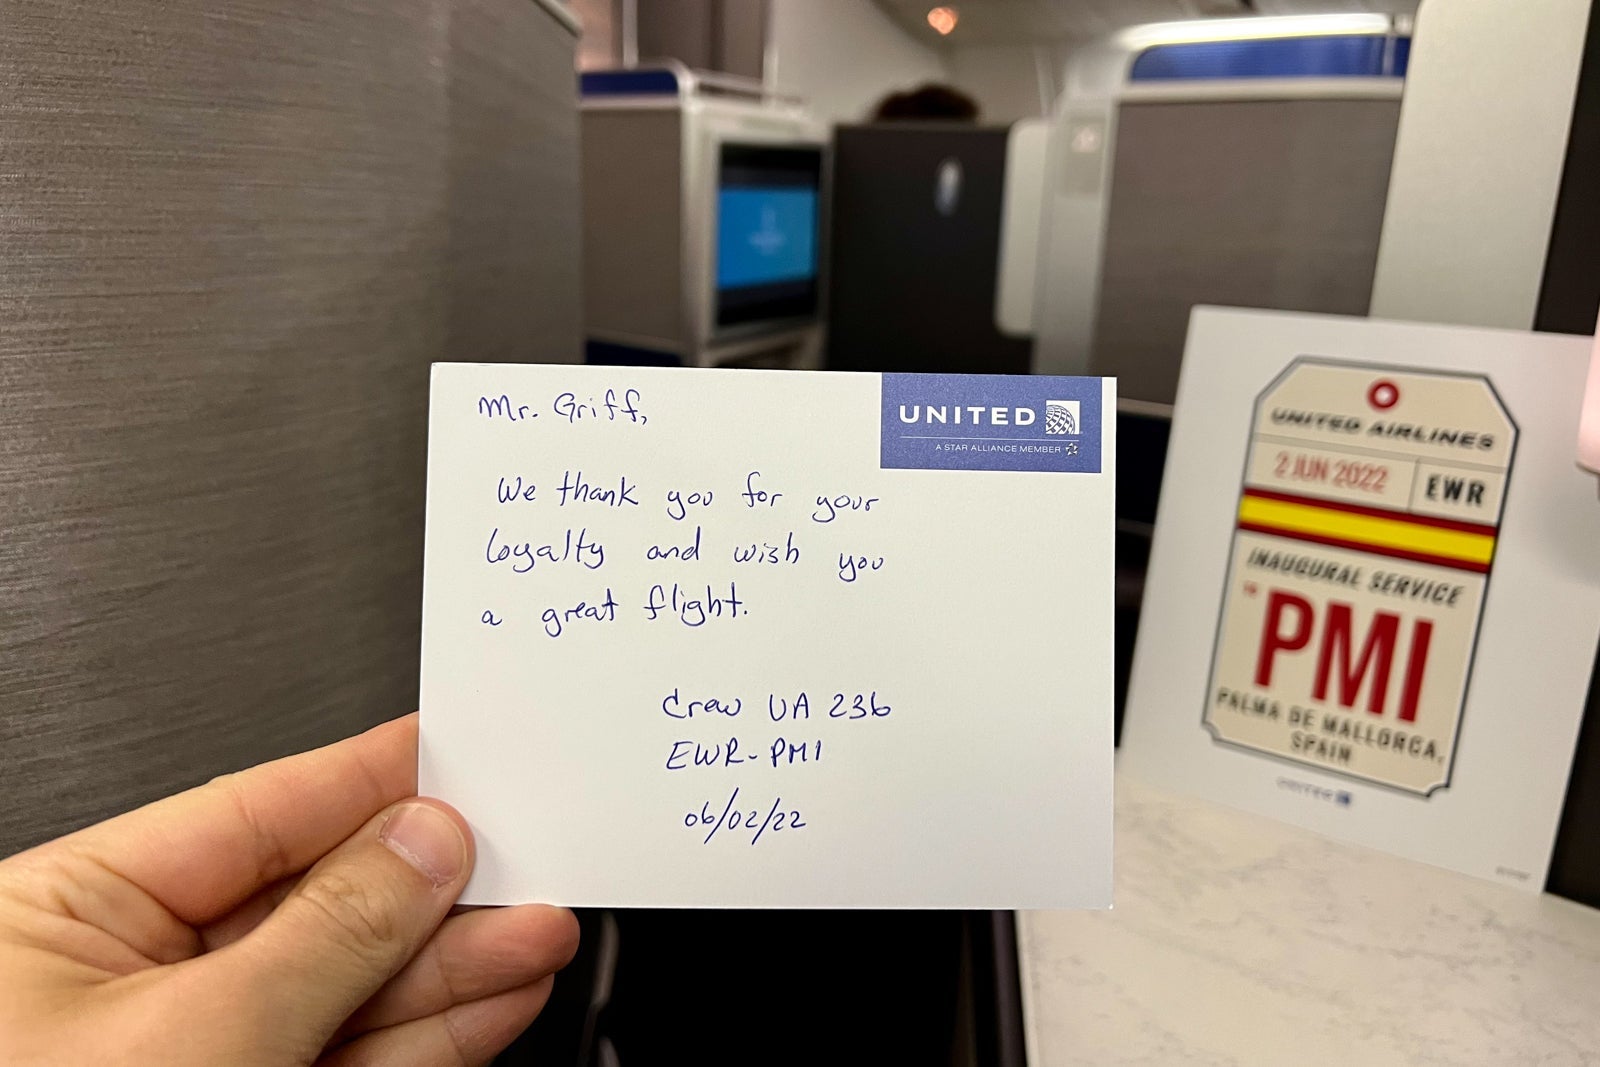 Mr. Griff,
UNITED
A STAR ALLIANCE MEMBER
We thank you for your
loyalty and wish you
a great flight.
Crew UA 236
EWR-PMI
06/02/22
UNITED AIRLINES
2 JUN 2022 EWR
INAUGURAL SERVICE
TO PMI
PALMA DE MALLORCA,
SPAIN
UNITED